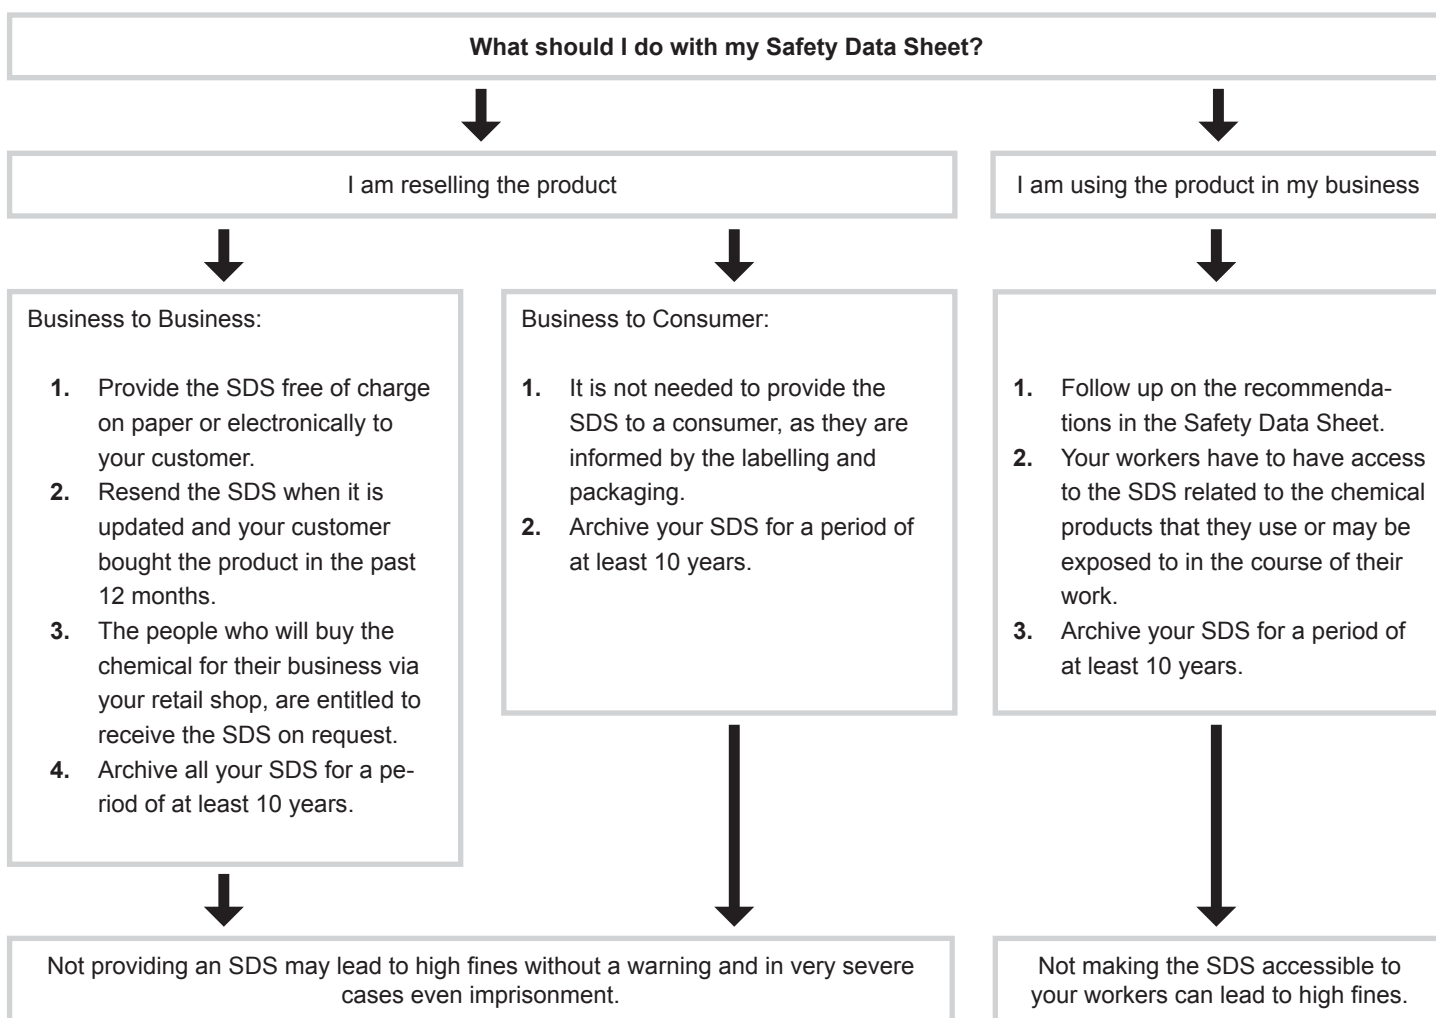 What should I do with my Safety Data Sheet?
I am reselling the product
I am using the product in my business
Business to Business:
1. Provide the SDS free of charge
on paper or electronically to
your customer.
2. Resend the SDS when it is
updated and your customer
bought the product in the past
12 months.
3. The people who will buy the
chemical for their business via
your retail shop, are entitled to
receive the SDS on request.
4. Archive all your SDS for a pe-
riod of at least 10 years.
Business to Consumer:
1. It is not needed to provide the
SDS to a consumer, as they are
informed by the labelling and
packaging.
2. Archive your SDS for a period of
at least 10 years.
1. Follow up on the recommenda-
tions in the Safety Data Sheet.
2. Your workers have to have access
to the SDS related to the chemical
products that they use or may be
exposed to in the course of their
work.
3. Archive your SDS for a period of
at least 10 years.
Not providing an SDS may lead to high fines without a warning and in very severe
cases even imprisonment.
Not making the SDS accessible to
your workers can lead to high fines.